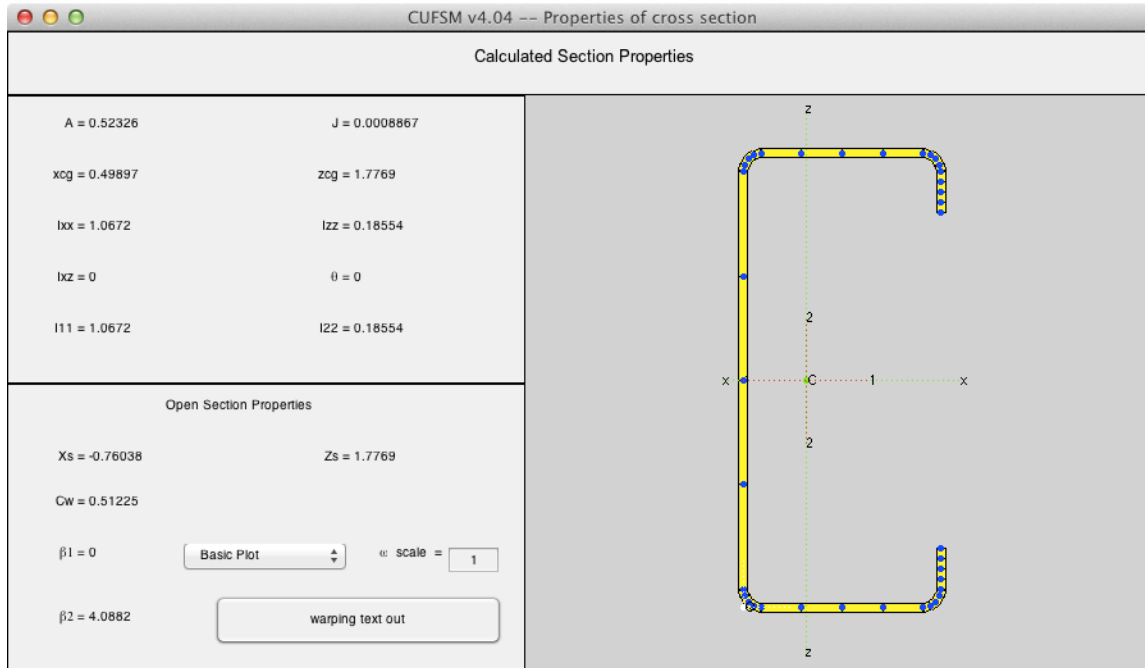 CUFSM v4.04 -- Properties of cross section
Calculated Section Properties
A = 0.52326
J = 0.0008867
xcg = 0.49897
zcg = 1.7769
Ixx = 1.0672
Izz = 0.18554
Ixz = 0
θ = 0
I11 = 1.0672
I22 = 0.18554
Open Section Properties
Xs = -0.76038
Zs = 1.7769
Cw = 0.51225
β1 = 0
Basic Plot
ω scale =
1
β2 = 4.0882
warping text out
z
2
x
C
1
x
2
z